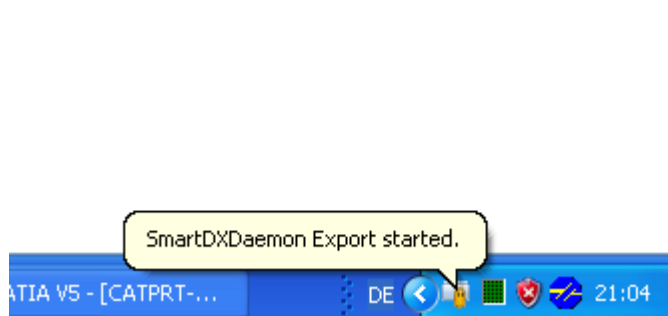 SmartDXDaemon Export started.
ATIA V5 - [CATPRT-...
DE
21:04